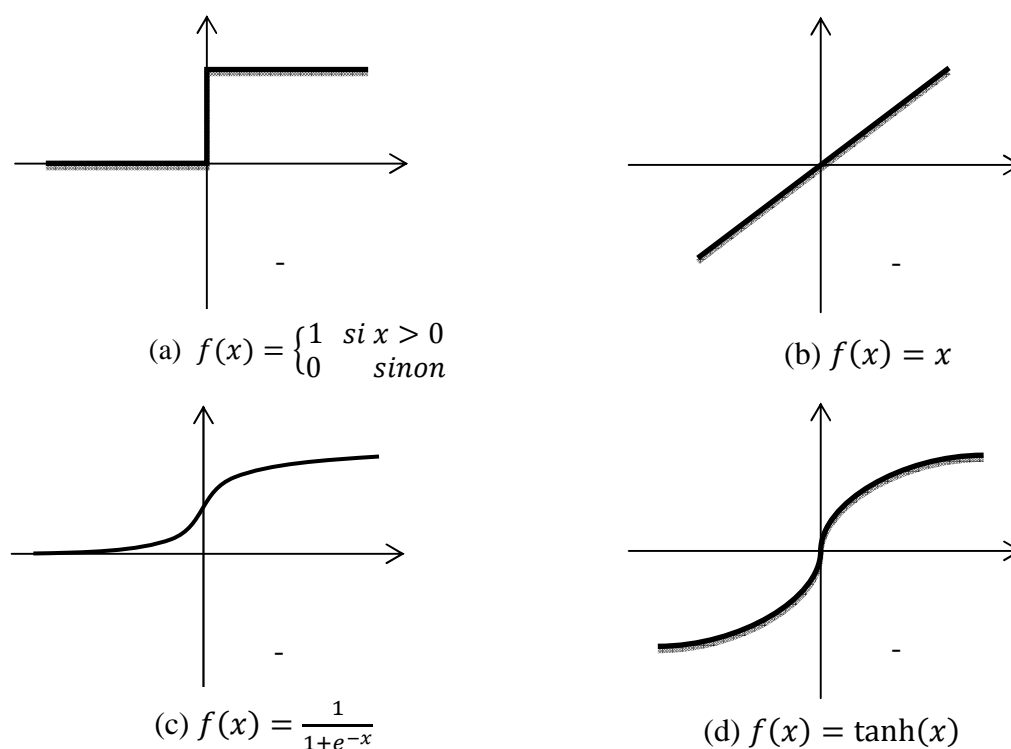 -
-
(a) f(x) = {1 si x > 0
0 sinon
(b) f(x) = x
-
-
(c) f(x) = 1/(1+e^{-x})
(d) f(x) = tanh(x)